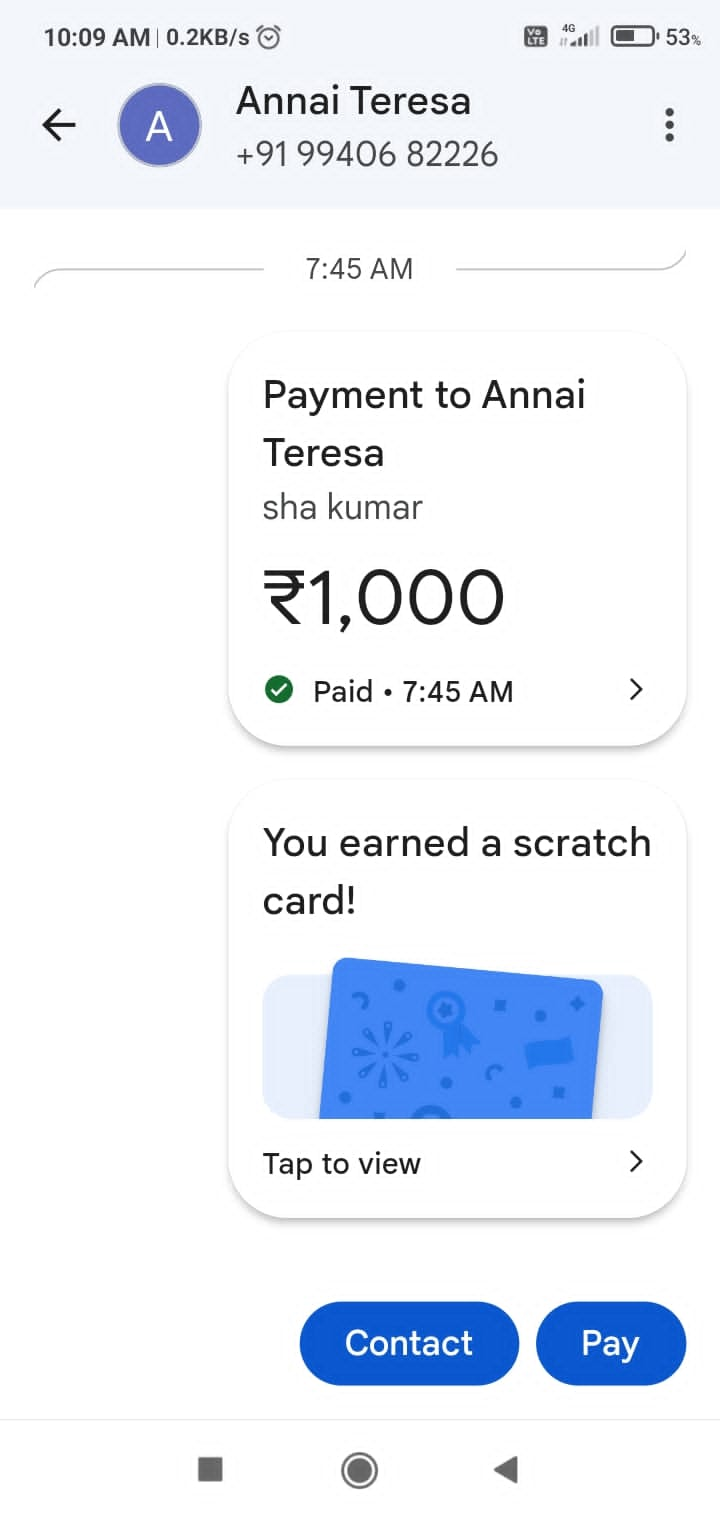 10:09 AM | 0.2KB/s
Vo LTE 4G 53%
A
Annai Teresa
+91 99406 82226
7:45 AM
Payment to Annai
Teresa
sha kumar
₹1,000
Paid • 7:45 AM
You earned a scratch
card!
Tap to view
Contact
Pay